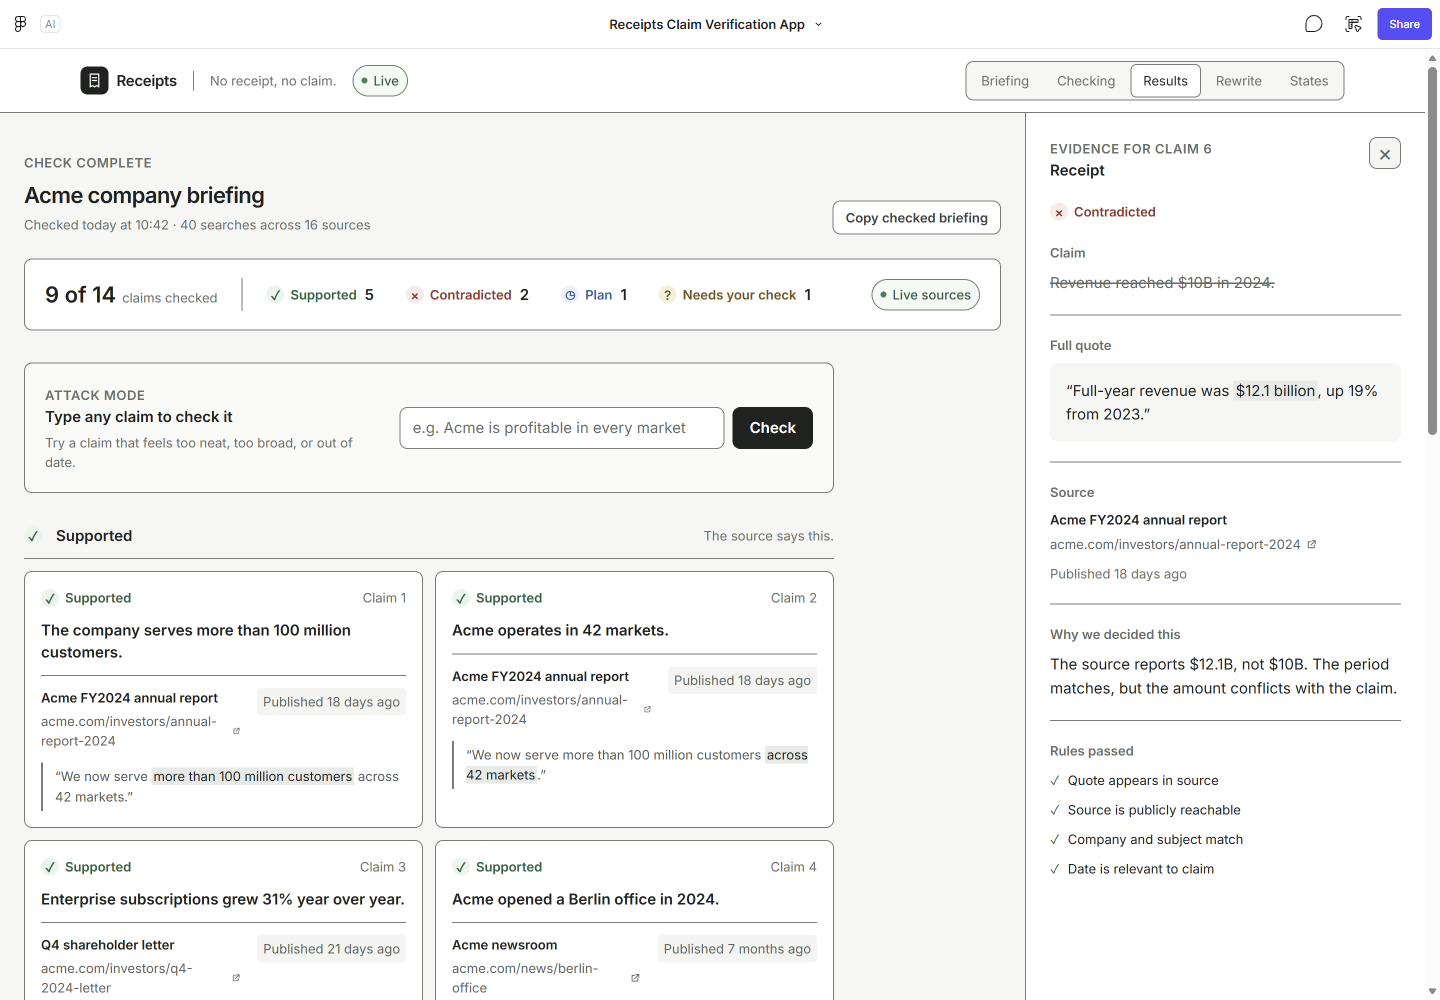 AI
Receipts Claim Verification App
Share
Receipts
No receipt, no claim.
Live
Briefing
Checking
Results
Rewrite
States
CHECK COMPLETE
Acme company briefing
Checked today at 10:42 · 40 searches across 16 sources
Copy checked briefing
9 of 14 claims checked
Supported 5
Contradicted 2
Plan 1
? Needs your check 1
Live sources
ATTACK MODE
Type any claim to check it
Try a claim that feels too neat, too broad, or out of
date.
e.g. Acme is profitable in every market
Check
Supported
The source says this.
Supported
Claim 1
The company serves more than 100 million
customers.
Acme FY2024 annual report
Published 18 days ago
acme.com/investors/annual-
report-2024
“We now serve more than 100 million customers across
42 markets.”
Supported
Claim 2
Acme operates in 42 markets.
Acme FY2024 annual report
Published 18 days ago
acme.com/investors/annual-
report-2024
“We now serve more than 100 million customers across
42 markets.”
Supported
Claim 3
Enterprise subscriptions grew 31% year over year.
Q4 shareholder letter
Published 21 days ago
acme.com/investors/q4-
2024-letter
Supported
Claim 4
Acme opened a Berlin office in 2024.
Acme newsroom
Published 7 months ago
acme.com/news/berlin-
office
EVIDENCE FOR CLAIM 6
Receipt
Contradicted
Claim
Revenue reached $10B in 2024.
Full quote
“Full-year revenue was $12.1 billion, up 19%
from 2023.”
Source
Acme FY2024 annual report
acme.com/investors/annual-report-2024
Published 18 days ago
Why we decided this
The source reports $12.1B, not $10B. The period
matches, but the amount conflicts with the claim.
Rules passed
Quote appears in source
Source is publicly reachable
Company and subject match
Date is relevant to claim